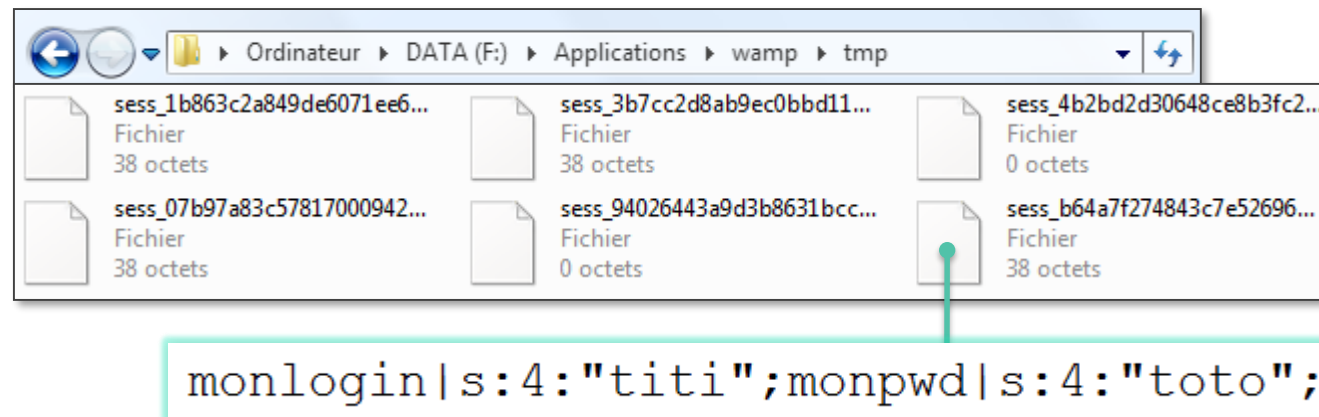 Ordinateur DATA (F:) Applications wamp tmp
sess_1b863c2a849de6071ee6... sess_3b7cc2d8ab9ec0bbd11... sess_4b2bd2d30648ce8b3fc2...
Fichier Fichier Fichier
38 octets 38 octets 0 octets
sess_07b97a83c57817000942... sess_94026443a9d3b8631bcc... sess_b64a7f274843c7e52696...
Fichier Fichier Fichier
38 octets 0 octets 38 octets
monlogin|s:4:"titi";monpwd|s:4:"toto";